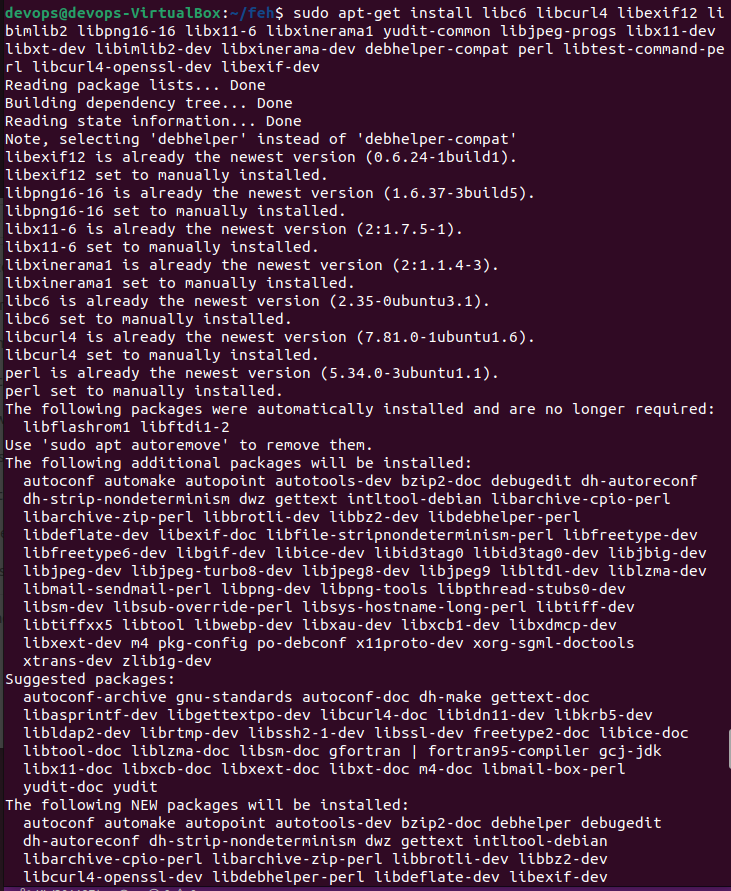 devops@devops-VirtualBox:~/feh$ sudo apt-get install libc6 libcurl4 libexif12 li
bimlib2 libpng16-16 libx11-6 libxinerama1 yudit-common libjpeg-progs libx11-dev
libxt-dev libimlib2-dev libxinerama-dev debhelper-compat perl libtest-command-pe
rl libcurl4-openssl-dev libexif-dev
Reading package lists... Done
Building dependency tree... Done
Reading state information... Done
Note, selecting 'debhelper' instead of 'debhelper-compat'
libexif12 is already the newest version (0.6.24-1build1).
libexif12 set to manually installed.
libpng16-16 is already the newest version (1.6.37-3build5).
libpng16-16 set to manually installed.
libx11-6 is already the newest version (2:1.7.5-1).
libx11-6 set to manually installed.
libxinerama1 is already the newest version (2:1.1.4-3).
libxinerama1 set to manually installed.
libc6 is already the newest version (2.35-0ubuntu3.1).
libc6 set to manually installed.
libcurl4 is already the newest version (7.81.0-1ubuntu1.6).
libcurl4 set to manually installed.
perl is already the newest version (5.34.0-3ubuntu1.1).
perl set to manually installed.
The following packages were automatically installed and are no longer required:
  libflashrom1 libftdi1-2
Use 'sudo apt autoremove' to remove them.
The following additional packages will be installed:
  autoconf automake autopoint autotools-dev bzip2-doc debugedit dh-autoreconf
  dh-strip-nondeterminism dwz gettext intltool-debian libarchive-cpio-perl
  libarchive-zip-perl libbrotli-dev libbz2-dev libdebhelper-perl
  libdeflate-dev libexif-doc libfile-stripnondeterminism-perl libfreetype-dev
  libfreetype6-dev libgif-dev libice-dev libid3tag0 libid3tag0-dev libjbig-dev
  libjpeg-dev libjpeg-turbo8-dev libjpeg8-dev libjpeg9 libltdl-dev liblzma-dev
  libmail-sendmail-perl libpng-dev libpng-tools libpthread-stubs0-dev
  libsm-dev libsub-override-perl libsys-hostname-long-perl libtiff-dev
  libtiffxx5 libtool libwebp-dev libxau-dev libxcb1-dev libxdmcp-dev
  libxext-dev m4 pkg-config po-debconf x11proto-dev xorg-sgml-doctools
  xtrans-dev zlib1g-dev
Suggested packages:
  autoconf-archive gnu-standards autoconf-doc dh-make gettext-doc
  libasprintf-dev libgettextpo-dev libcurl4-doc libidn11-dev libkrb5-dev
  libldap2-dev librtmp-dev libssh2-1-dev libssl-dev freetype2-doc libice-doc
  libtool-doc liblzma-doc libsm-doc gfortran | fortran95-compiler gcj-jdk
  libx11-doc libxcb-doc libxext-doc libxt-doc m4-doc libmail-box-perl
  yudit-doc yudit
The following NEW packages will be installed:
  autoconf automake autopoint autotools-dev bzip2-doc debhelper debugedit
  dh-autoreconf dh-strip-nondeterminism dwz gettext intltool-debian
  libarchive-cpio-perl libarchive-zip-perl libbrotli-dev libbz2-dev
  libcurl4-openssl-dev libdebhelper-perl libdeflate-dev libexif-dev